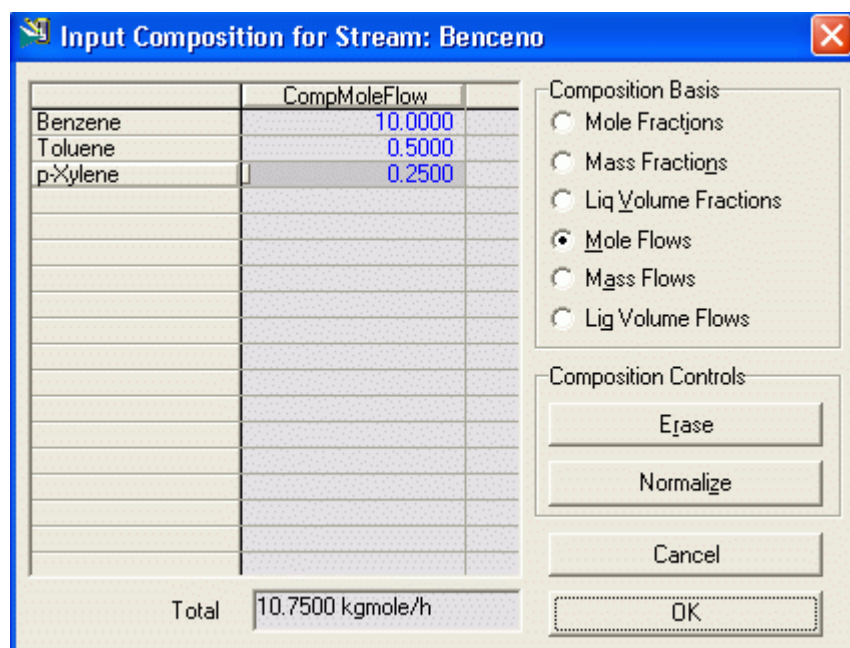 Input Composition for Stream: Benceno
CompMoleFlow
Benzene 10.0000
Toluene 0.5000
p-Xylene 0.2500
Total 10.7500 kgmole/h
Composition Basis
Mole Fractions
Mass Fractions
Liq Volume Fractions
Mole Flows
Mass Flows
Liq Volume Flows
Composition Controls
Erase
Normalize
Cancel
OK